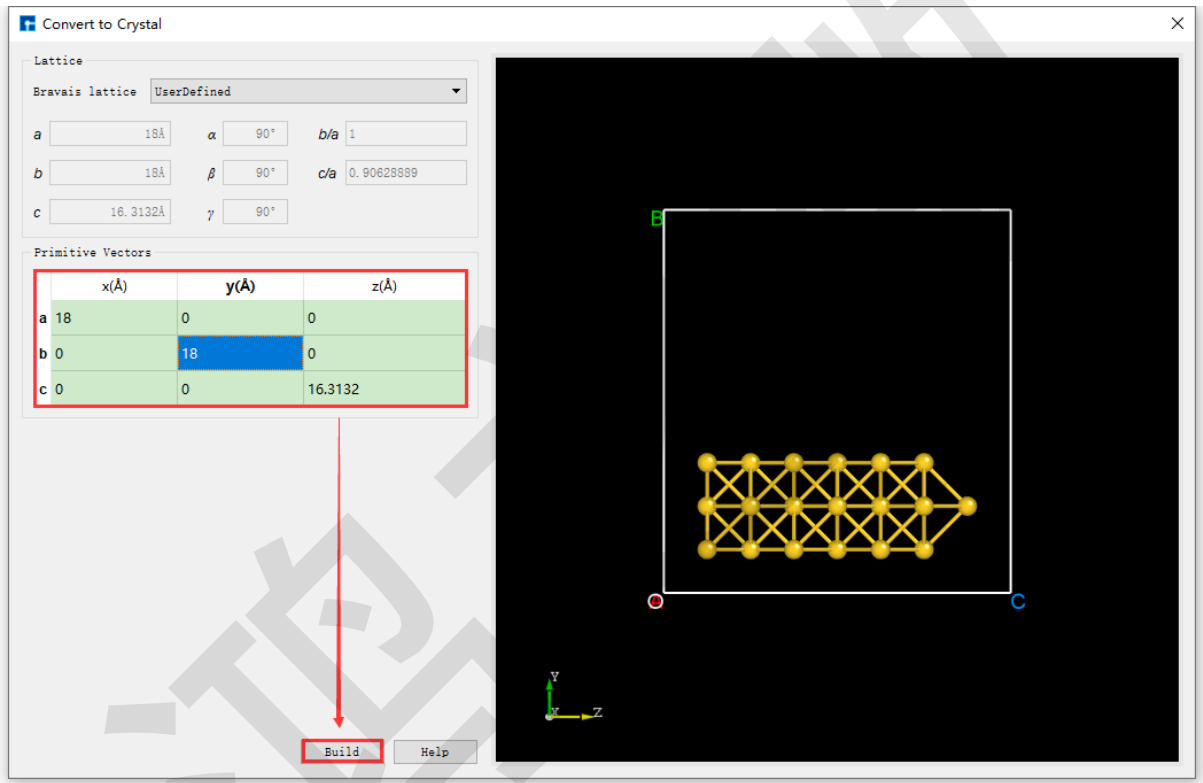 Convert to Crystal
Lattice
Bravais lattice UserDefined
a 18Å α 90° b/a 1
b 18Å β 90° c/a 0.90628889
c 16.3132Å γ 90°
Primitive Vectors
x(Å) y(Å) z(Å)
a 18 0 0
b 0 18 0
c 0 0 16.3132
Build Help
B
O
C
Y
X
Z